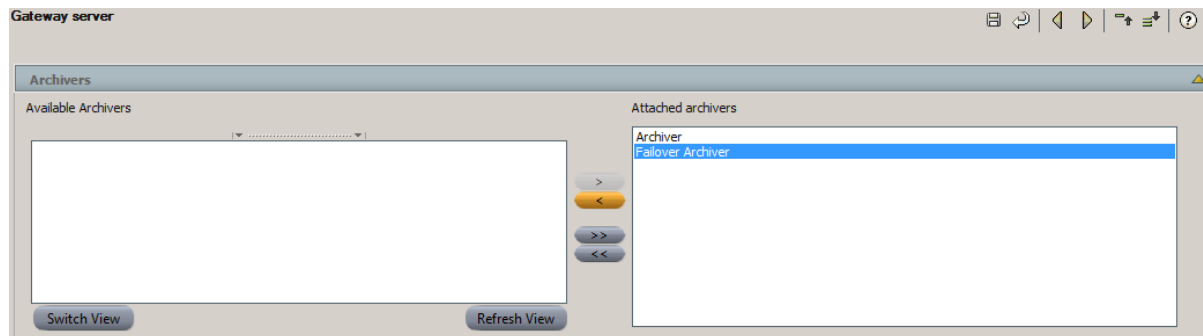 Gateway server
Archivers
Available Archivers
Attached archivers
Archiver
Failover Archiver
>
<
>>
<<
Switch View
Refresh View